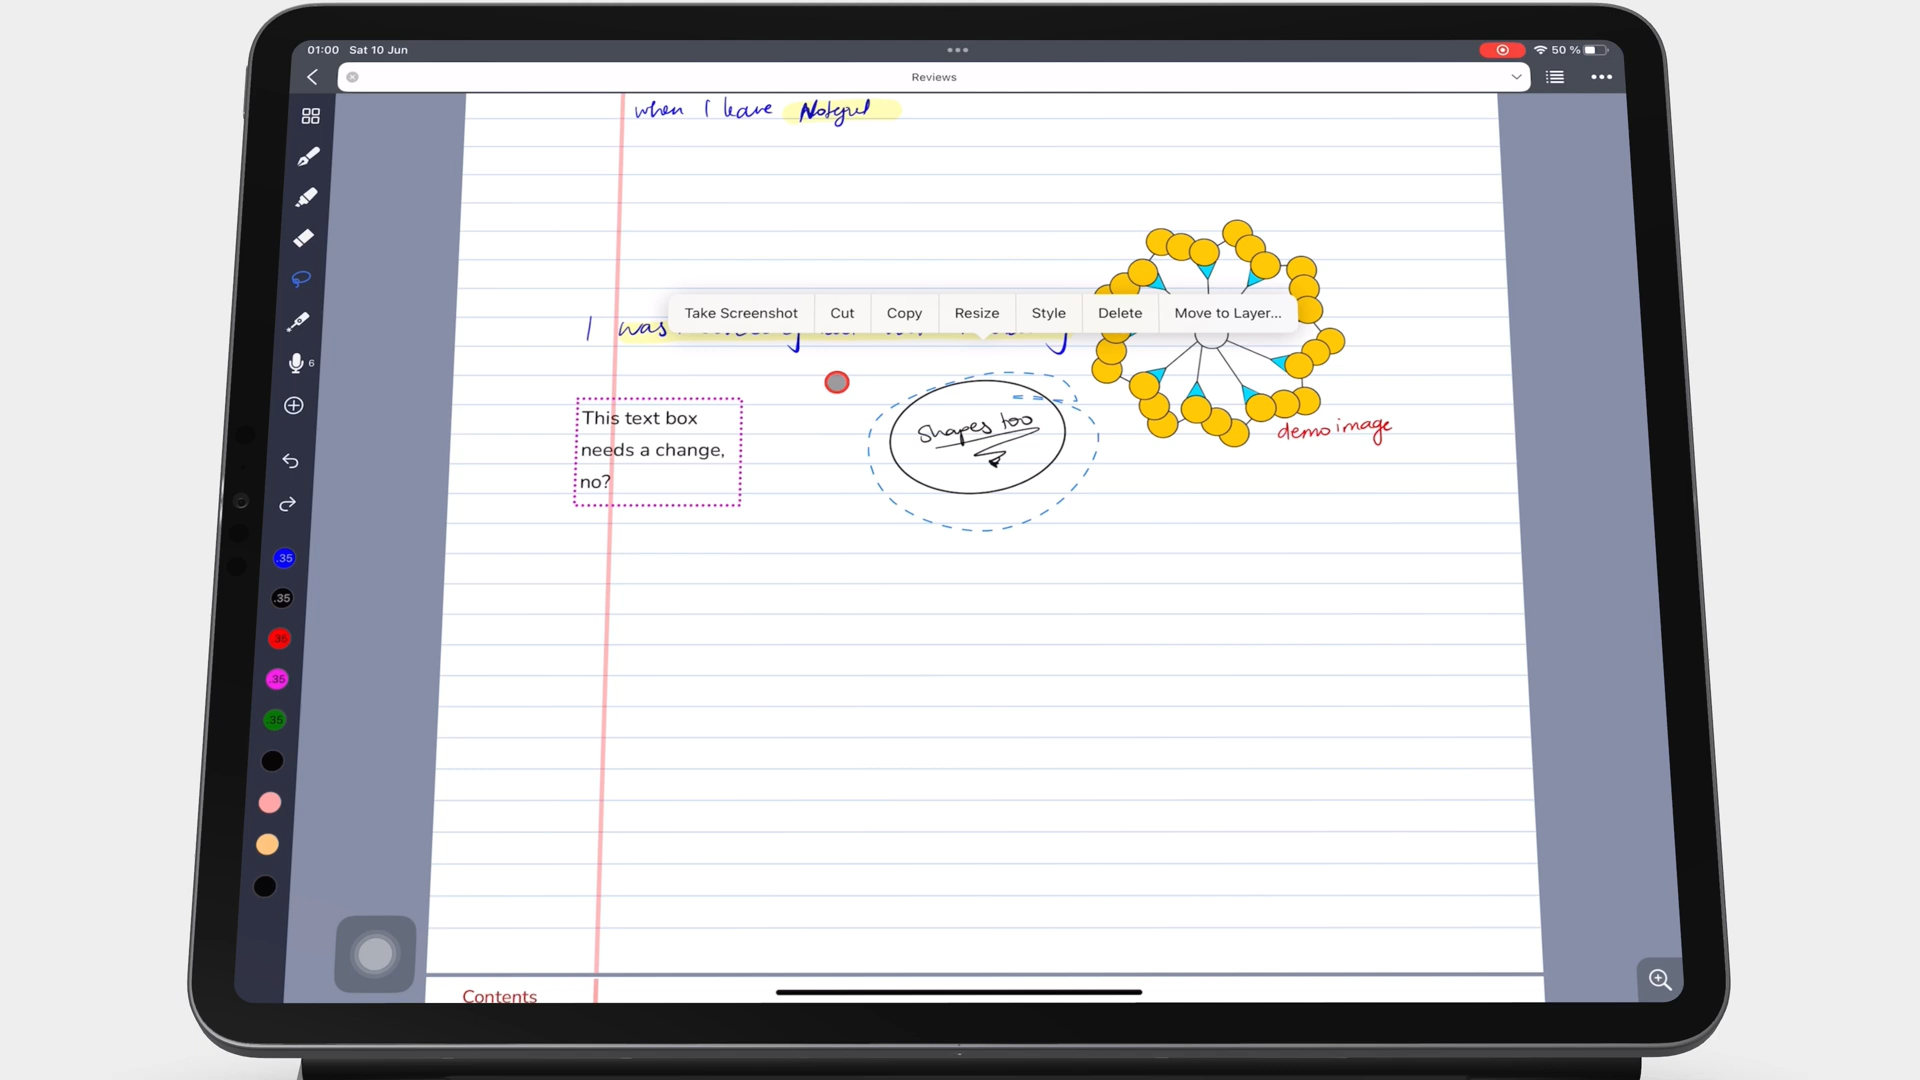 01:00 Sat 10 Jun
50 %
Reviews
when I leave
Take Screenshot Cut Copy Resize Style Delete Move to Layer...
I was
6
This text box
needs a change,
no?
Shapes too
demo image
.35
.35
.35
.35
.35
Contents